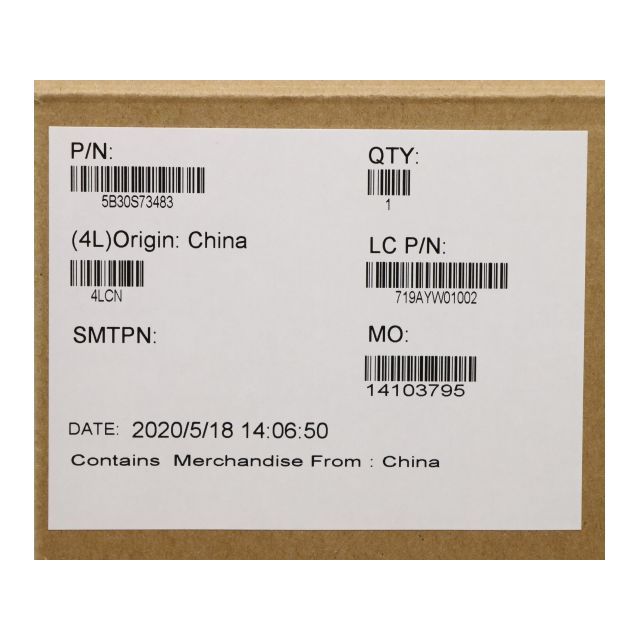 P/N:
5B30S73483
QTY:
1
(4L)Origin: China
4LCN
LC P/N:
719AYW01002
SMTPN:
MO:
14103795
DATE: 2020/5/18 14:06:50
Contains Merchandise From : China